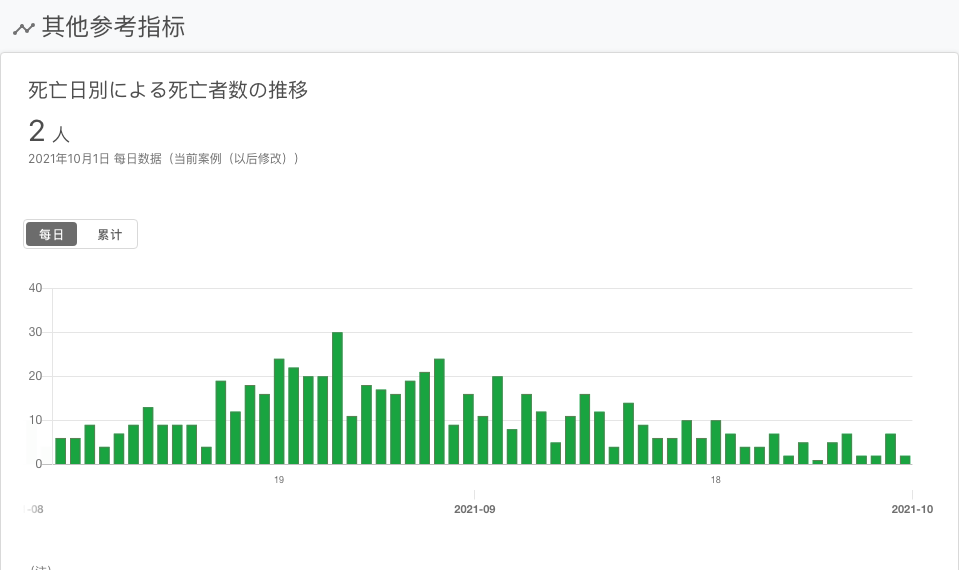 其他参考指标
死亡日別による死亡者数の推移
2 人
2021年10月1日 每日数据（当前案例（以后修改））
每日 累计
40
30
20
10
0
19 18
-08 2021-09 2021-10
（注）